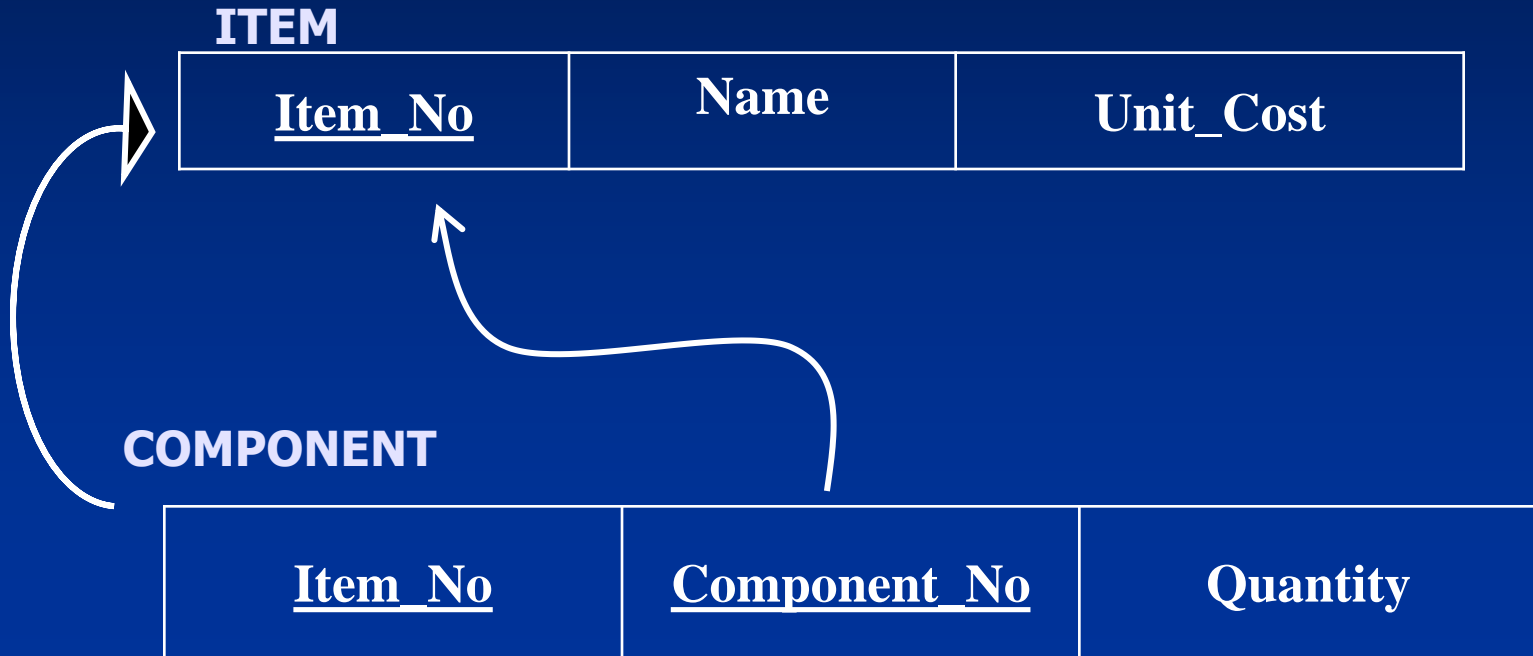 ITEM
Item_No Name Unit_Cost
COMPONENT
Item_No Component_No Quantity